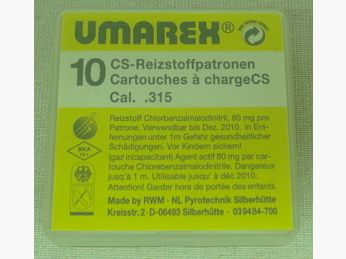 UMAREX®
10 CS-Reizstoffpatronen
Cartouches à chargeCS
Cal. .315
Reizstoff Chlorbenzalmalodinitril, 80 mg pro
Patrone. Verwendbar bis Dez. 2010. In Ent-
fernungen unter 1m Gefahr gesundheitlicher
Schädigungen. Vor Kindern sichern!
(gaz incapacitant) Agent actif 80 mg par car-
touche Chlorebenzalmalodinitrile. Dangereux
jusqu'à 1 m. Utilisable jusqu'à déc 2010.
Attention! Garder hors de portée des enfants.
BKA
Made by RWM - NL Pyrotechnik Silberhütte
Kreisstr. 2 · D-06493 Silberhütte · 039484-700